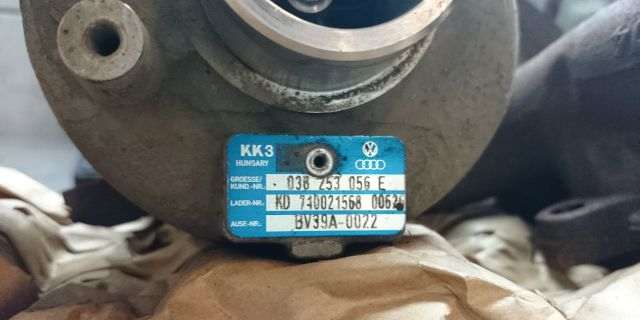 KK3
HUNGARY
GROESSE/
KUND.-NR.
038 253 056 E
LADER-NR.
KD 740021568 0062
AUSF.-NR.
BV39A-0022